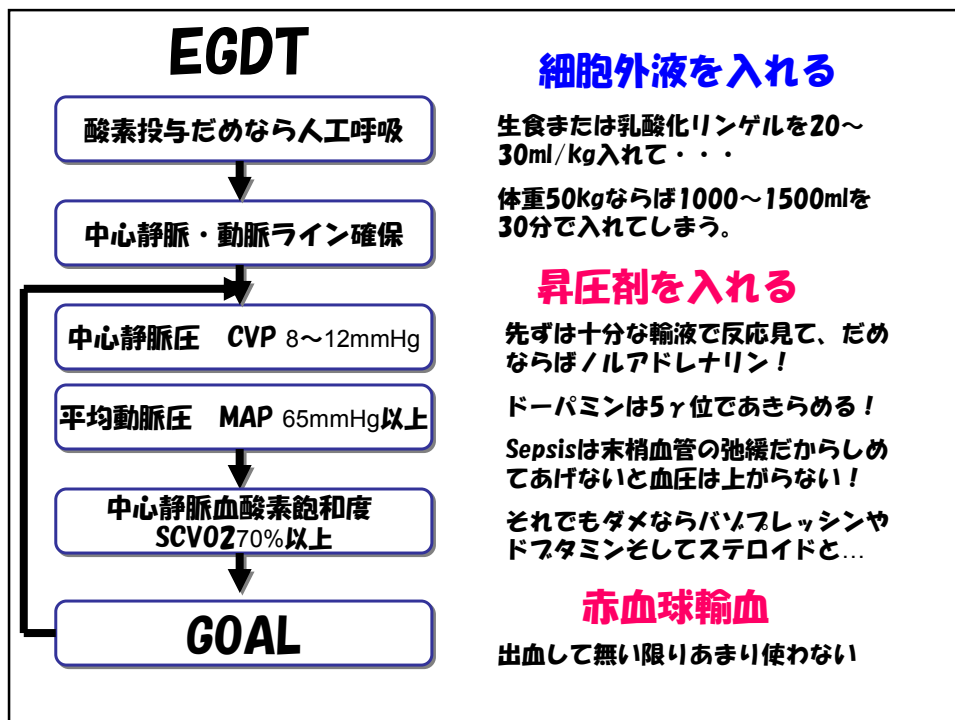 EGDT
酸素投与だめなら人工呼吸
中心静脈・動脈ライン確保
中心静脈圧　CVP 8～12mmHg
平均動脈圧　MAP 65mmHg以上
中心静脈血酸素飽和度
SCVO270%以上
GOAL
細胞外液を入れる
生食または乳酸化リンゲルを20～
30ml/kg入れて・・・
体重50kgならば1000～1500mlを
30分で入れてしまう。
昇圧剤を入れる
先ずは十分な輸液で反応見て、だめ
ならばノルアドレナリン！
ドーパミンは5γ位であきらめる！
Sepsisは末梢血管の弛緩だからしめ
てあげないと血圧は上がらない！
それでもダメならバソプレッシンや
ドブタミンそしてステロイドと…
赤血球輸血
出血して無い限りあまり使わない